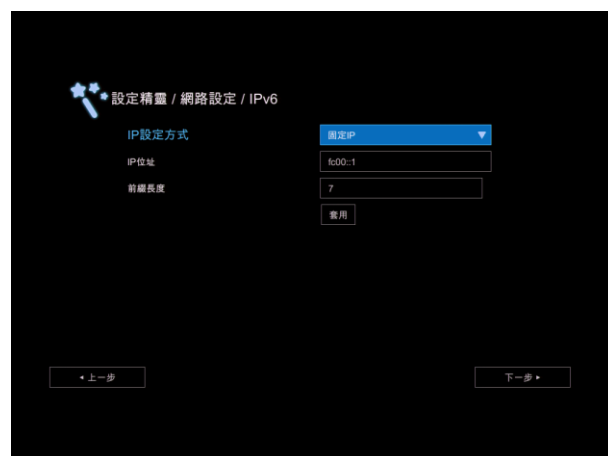 設定精靈 / 網路設定 / IPv6
IP設定方式
固定IP
IP位址
fc00::1
前綴長度
7
套用
上一步
下一步